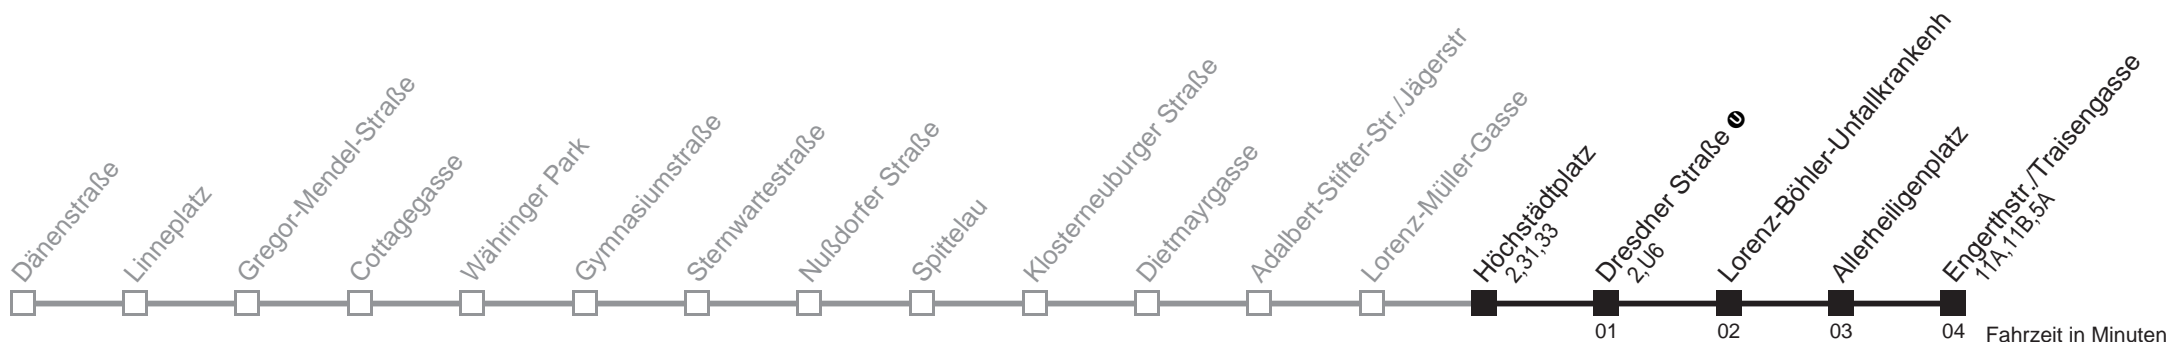 Dänenstraße
Linneplatz
Gregor-Mendel-Straße
Cottagegasse
Währinger Park
Gymnasiumstraße
Sternwartestraße
Nußdorfer Straße
Spittelau
Klosterneuburger Straße
Dietmayrgasse
Adalbert-Stifter-Str./Jägerstr
Lorenz-Müller-Gasse
Höchstädtplatz
2,31,33
Dresdner Straße U
2,U6
Lorenz-Böhler-Unfallkrankenh
Allerheiligenplatz
Engerthstr./Traisengasse
11A,11B,5A
01 02 03 04 Fahrzeit in Minuten